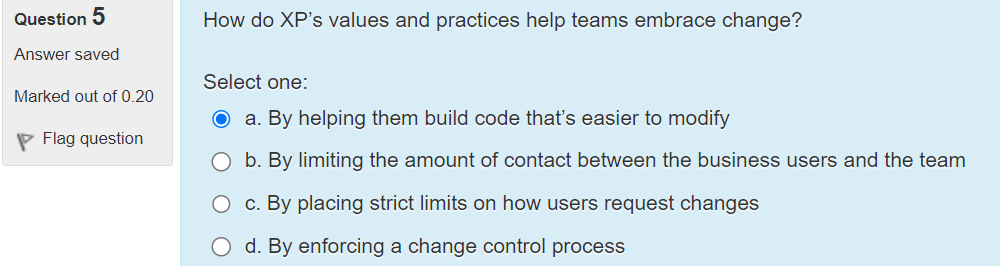 Question 5
Answer saved
Marked out of 0.20
Flag question
How do XP's values and practices help teams embrace change?
Select one:
a. By helping them build code that's easier to modify
b. By limiting the amount of contact between the business users and the team
c. By placing strict limits on how users request changes
d. By enforcing a change control process